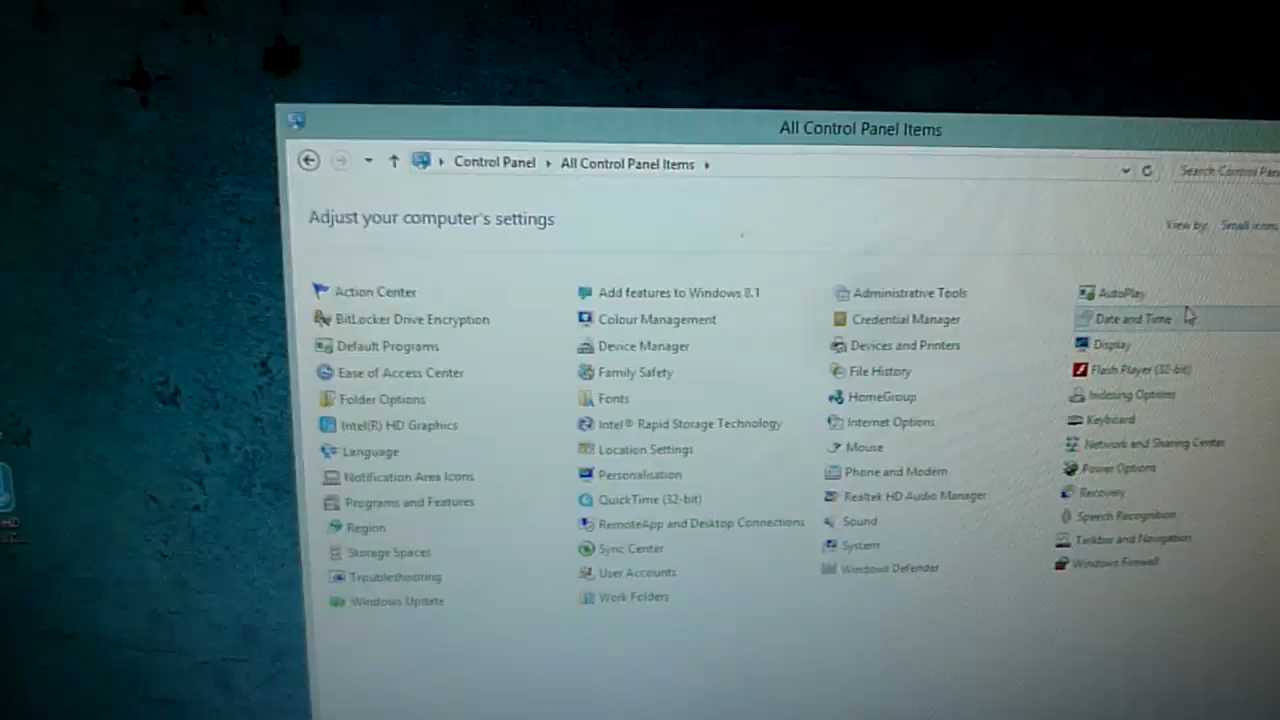 All Control Panel Items
Control Panel All Control Panel Items
Search Control Pan
Adjust your computer's settings
View by: Small icons
Action Center Add features to Windows 8.1 Administrative Tools AutoPlay
BitLocker Drive Encryption Colour Management Credential Manager Date and Time
Default Programs Device Manager Devices and Printers Display
Ease of Access Center Family Safety File History Flash Player (32-bit)
Folder Options Fonts HomeGroup Indexing Options
Intel(R) HD Graphics Intel® Rapid Storage Technology Internet Options Keyboard
Language Location Settings Mouse Network and Sharing Center
Notification Area Icons Personalisation Phone and Modem Power Options
Programs and Features QuickTime (32-bit) Realtek HD Audio Manager Recovery
Region RemoteApp and Desktop Connections Sound Speech Recognition
Storage Spaces Sync Center System Taskbar and Navigation
Troubleshooting User Accounts Windows Defender Windows Firewall
Windows Update Work Folders